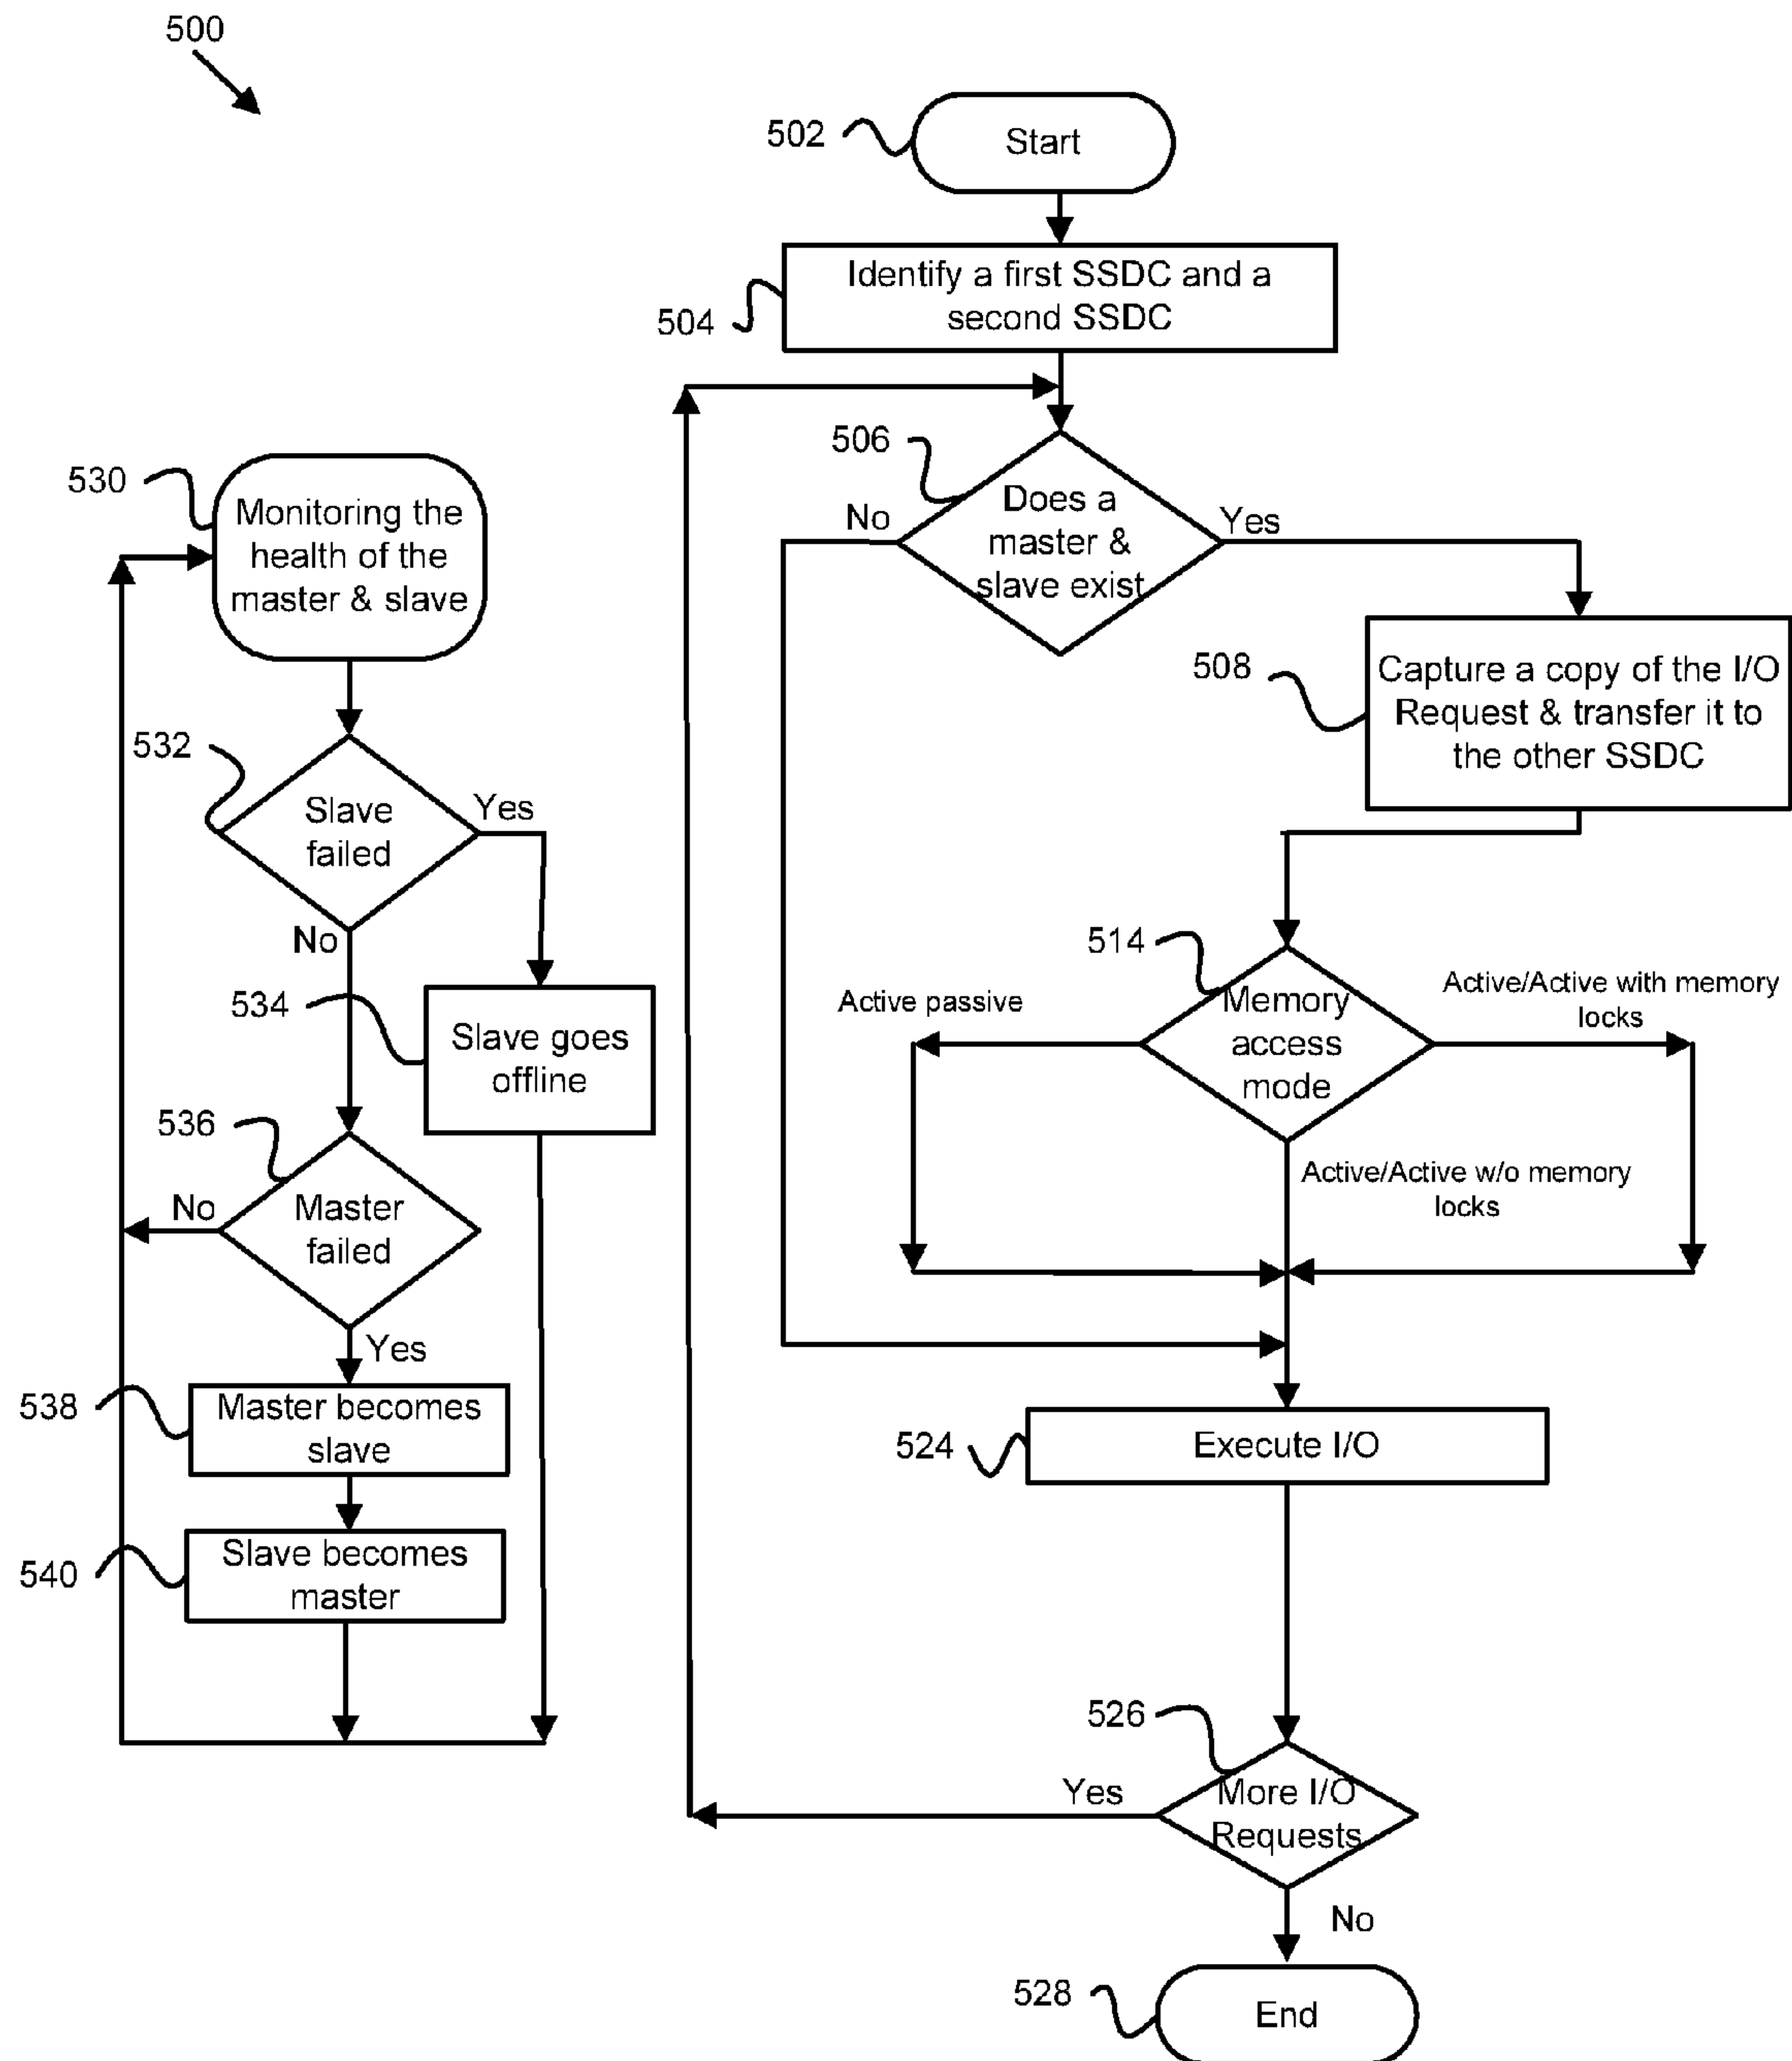 500
502
Start
504
Identify a first SSDC and a
second SSDC
506
Does a
master &
slave exist
No
Yes
508
Capture a copy of the I/O
Request & transfer it to
the other SSDC
514
Memory
access
mode
Active passive
Active/Active with memory
locks
Active/Active w/o memory
locks
524
Execute I/O
526
More I/O
Requests
Yes
No
528
End
530
Monitoring the
health of the
master & slave
532
Slave
failed
Yes
No
534
Slave goes
offline
536
Master
failed
No
Yes
538
Master becomes
slave
540
Slave becomes
master